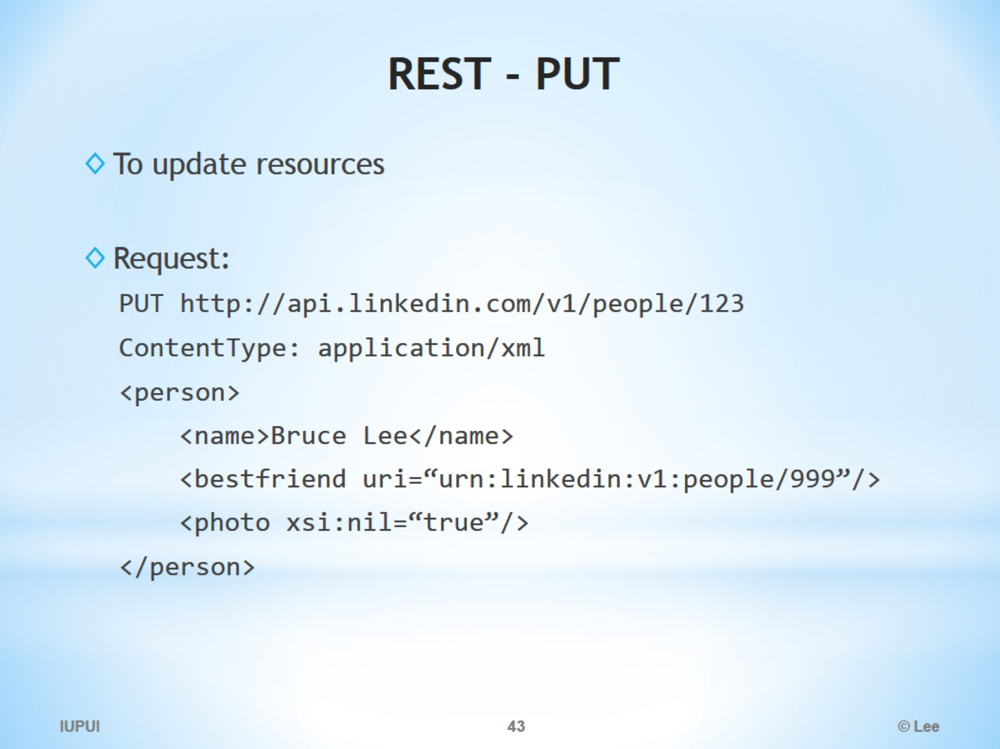 REST - PUT
To update resources
Request:
PUT http://api.linkedin.com/v1/people/123
ContentType: application/xml
<person>
<name>Bruce Lee</name>
<bestfriend uri=“urn:linkedin:v1:people/999”/>
<photo xsi:nil=“true”/>
</person>
IUPUI
43
© Lee